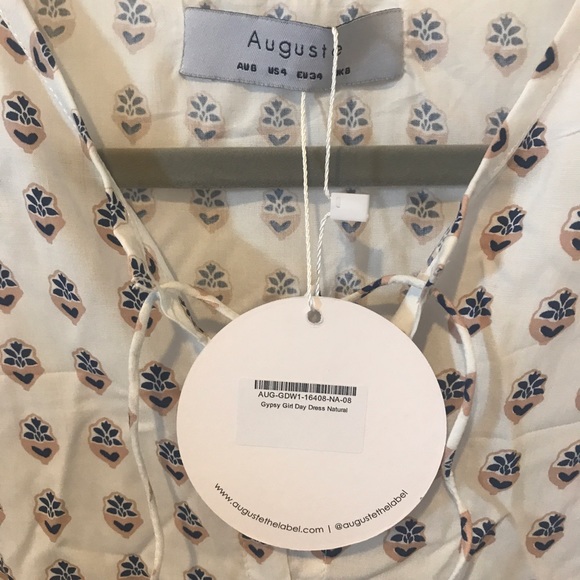 Auguste
AU8 US4 EU34 UK8
AUG-GDW1-16408-NA-08
Gypsy Girl Day Dress Natural
www.augustethelabel.com | @augustethelabel